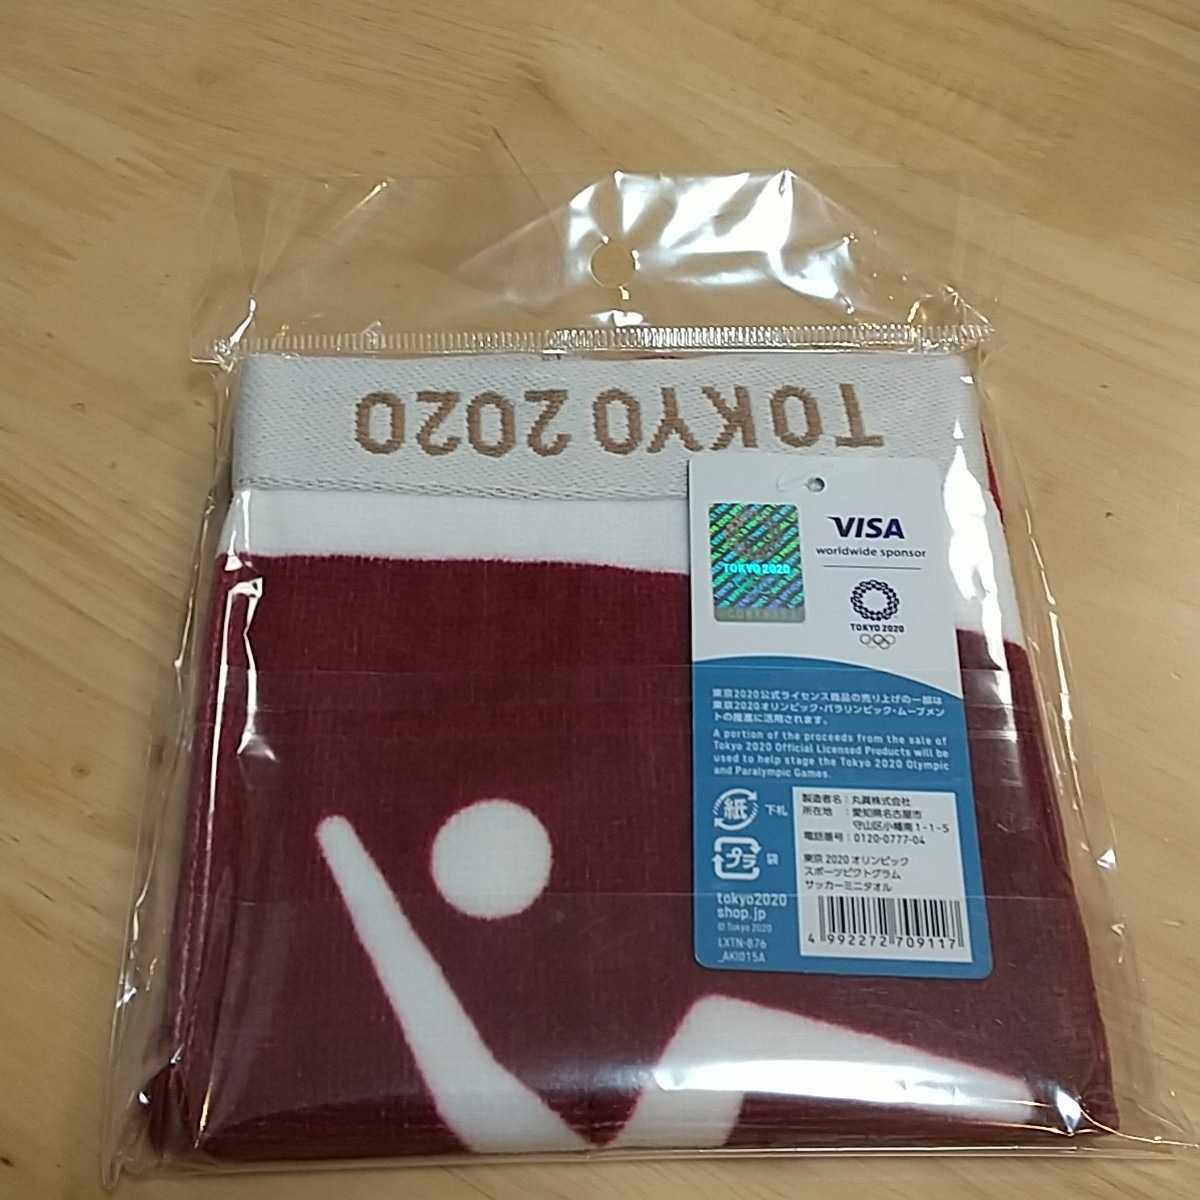 TOKYO 2020
TOKYO 2020
VISA
worldwide sponsor
TOKYO 2020
東京2020公式ライセンス商品の売り上げの一部は
東京2020オリンピック・パラリンピック・ムーブメン
トの推進に活用されます。
A portion of the proceeds from the sale of
Tokyo 2020 Official Licensed Products will be
used to help stage the Tokyo 2020 Olympic
and Paralympic Games.
紙 下札
プラ 袋
tokyo2020
shop.jp
© Tokyo 2020
LXTN-876
_AKI015A
製造者名：丸眞株式会社
所在地 ：愛知県名古屋市
守山区小幡南1-1-5
電話番号：0120-0777-04
東京 2020 オリンピック
スポーツピクトグラム
サッカーミニタオル
4 992272 709117